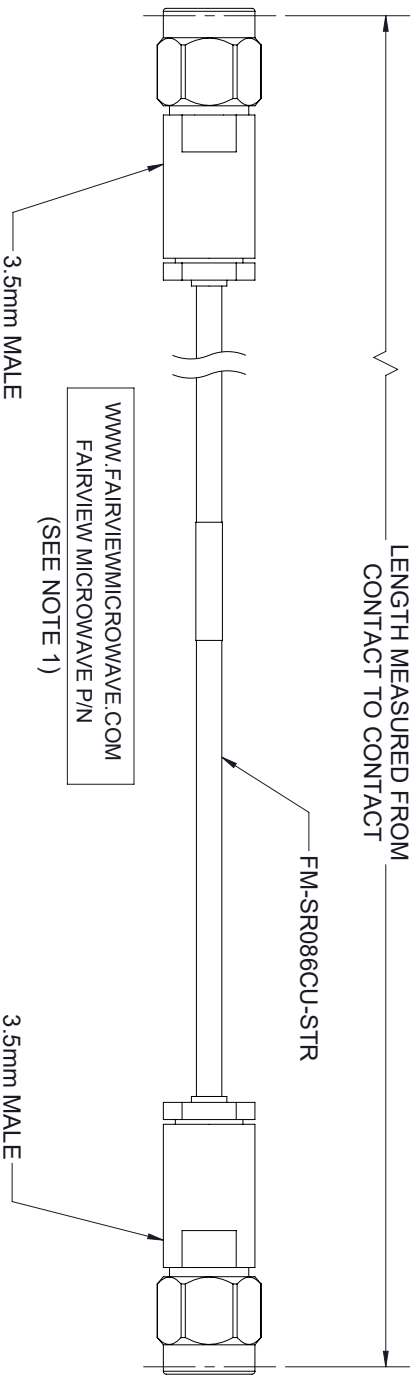 LENGTH MEASURED FROM
CONTACT TO CONTACT
FM-SR086CU-STR
3.5mm MALE
WWW.FAIRVIEWMICROWAVE.COM
FAIRVIEW MICROWAVE P/N
(SEE NOTE 1)
3.5mm MALE